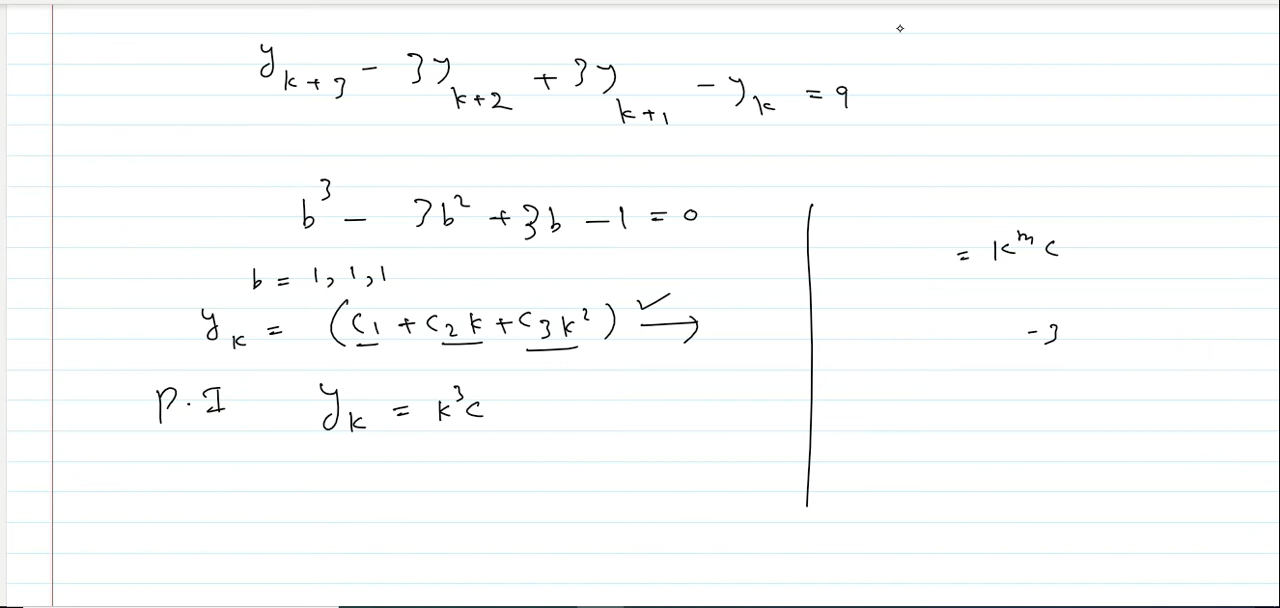 y_{k+3} - 3y_{k+2} + 3y_{k+1} - y_k = 9
b^3 - 3b^2 + 3b - 1 = 0
b = 1, 1, 1
y_k = (c_1 + c_2 k + c_3 k^2) ✓ →
P.I y_k = k^3 c
= k^m c
-3